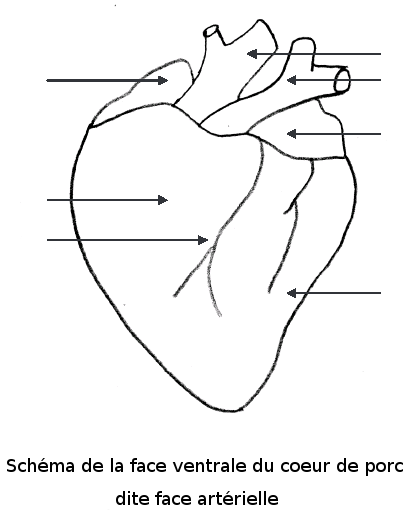 Schéma de la face ventrale du coeur de porc
dite face artérielle